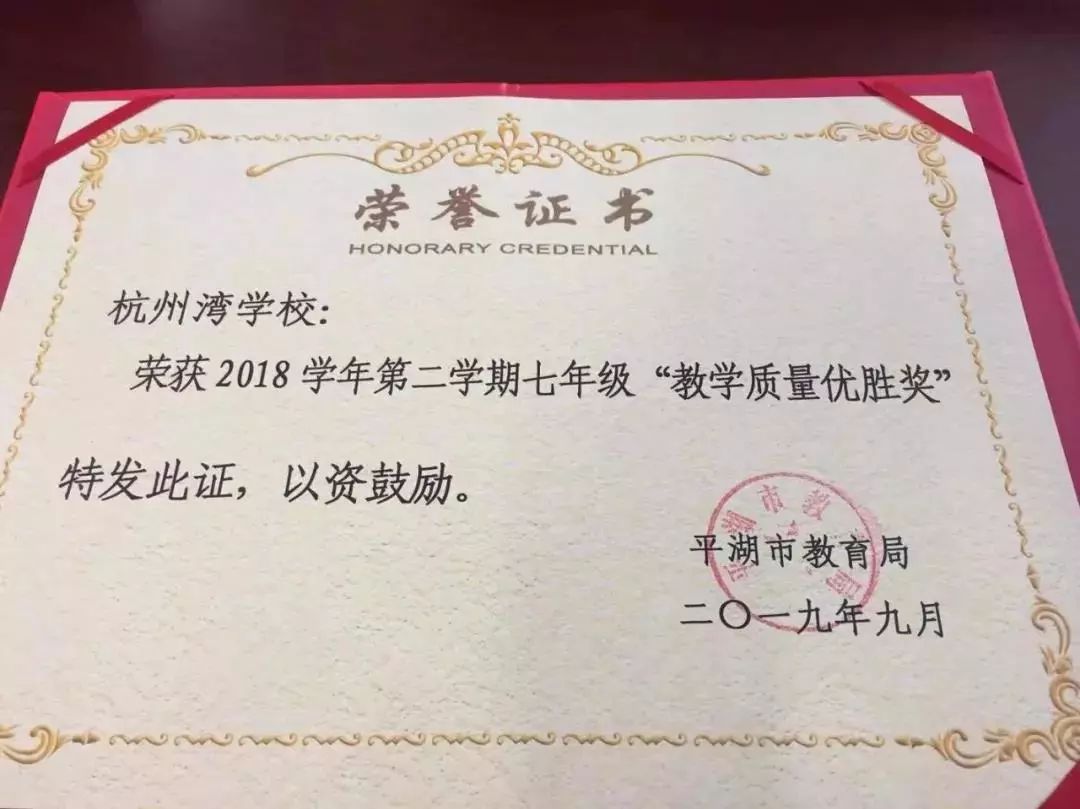 荣誉证书
HONORARY CREDENTIAL
杭州湾学校：
荣获2018学年第二学期七年级“教学质量优胜奖”
特发此证，以资鼓励。
平湖市教育局
二〇一九年九月